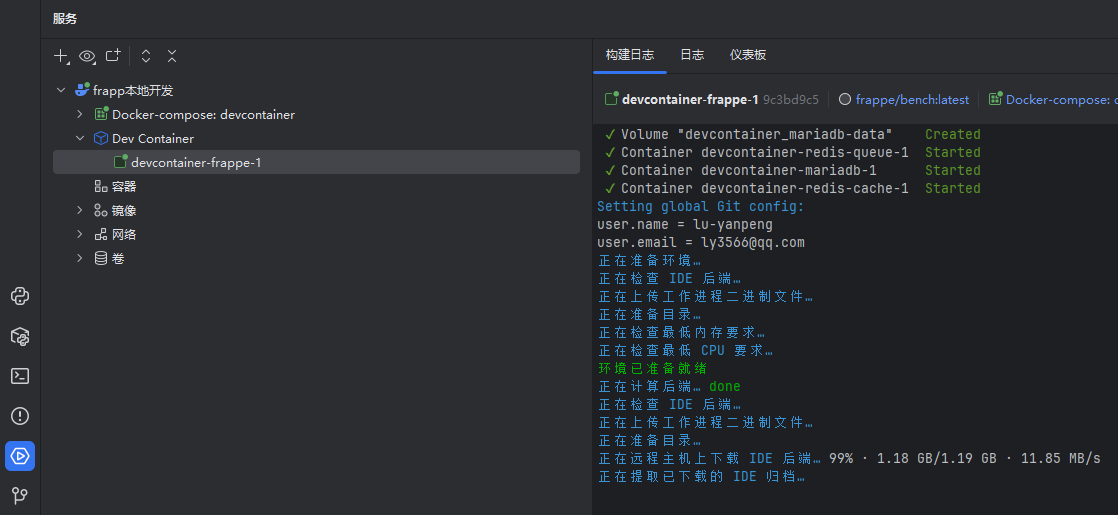 服务
frapp本地开发
Docker-compose: devcontainer
Dev Container
devcontainer-frappe-1
容器
镜像
网络
卷
构建日志 日志 仪表板
devcontainer-frappe-1 9c3bd9c5 frappe/bench:latest Docker-compose: d
✓ Volume "devcontainer_mariadb-data" Created
✓ Container devcontainer-redis-queue-1 Started
✓ Container devcontainer-mariadb-1 Started
✓ Container devcontainer-redis-cache-1 Started
Setting global Git config:
user.name = lu-yanpeng
user.email = ly3566@qq.com
正在准备环境…
正在检查 IDE 后端…
正在上传工作进程二进制文件…
正在准备目录…
正在检查最低内存要求…
正在检查最低 CPU 要求…
环境已准备就绪
正在计算后端… done
正在检查 IDE 后端…
正在上传工作进程二进制文件…
正在准备目录…
正在远程主机上下载 IDE 后端… 99% · 1.18 GB/1.19 GB · 11.85 MB/s
正在提取已下载的 IDE 归档…